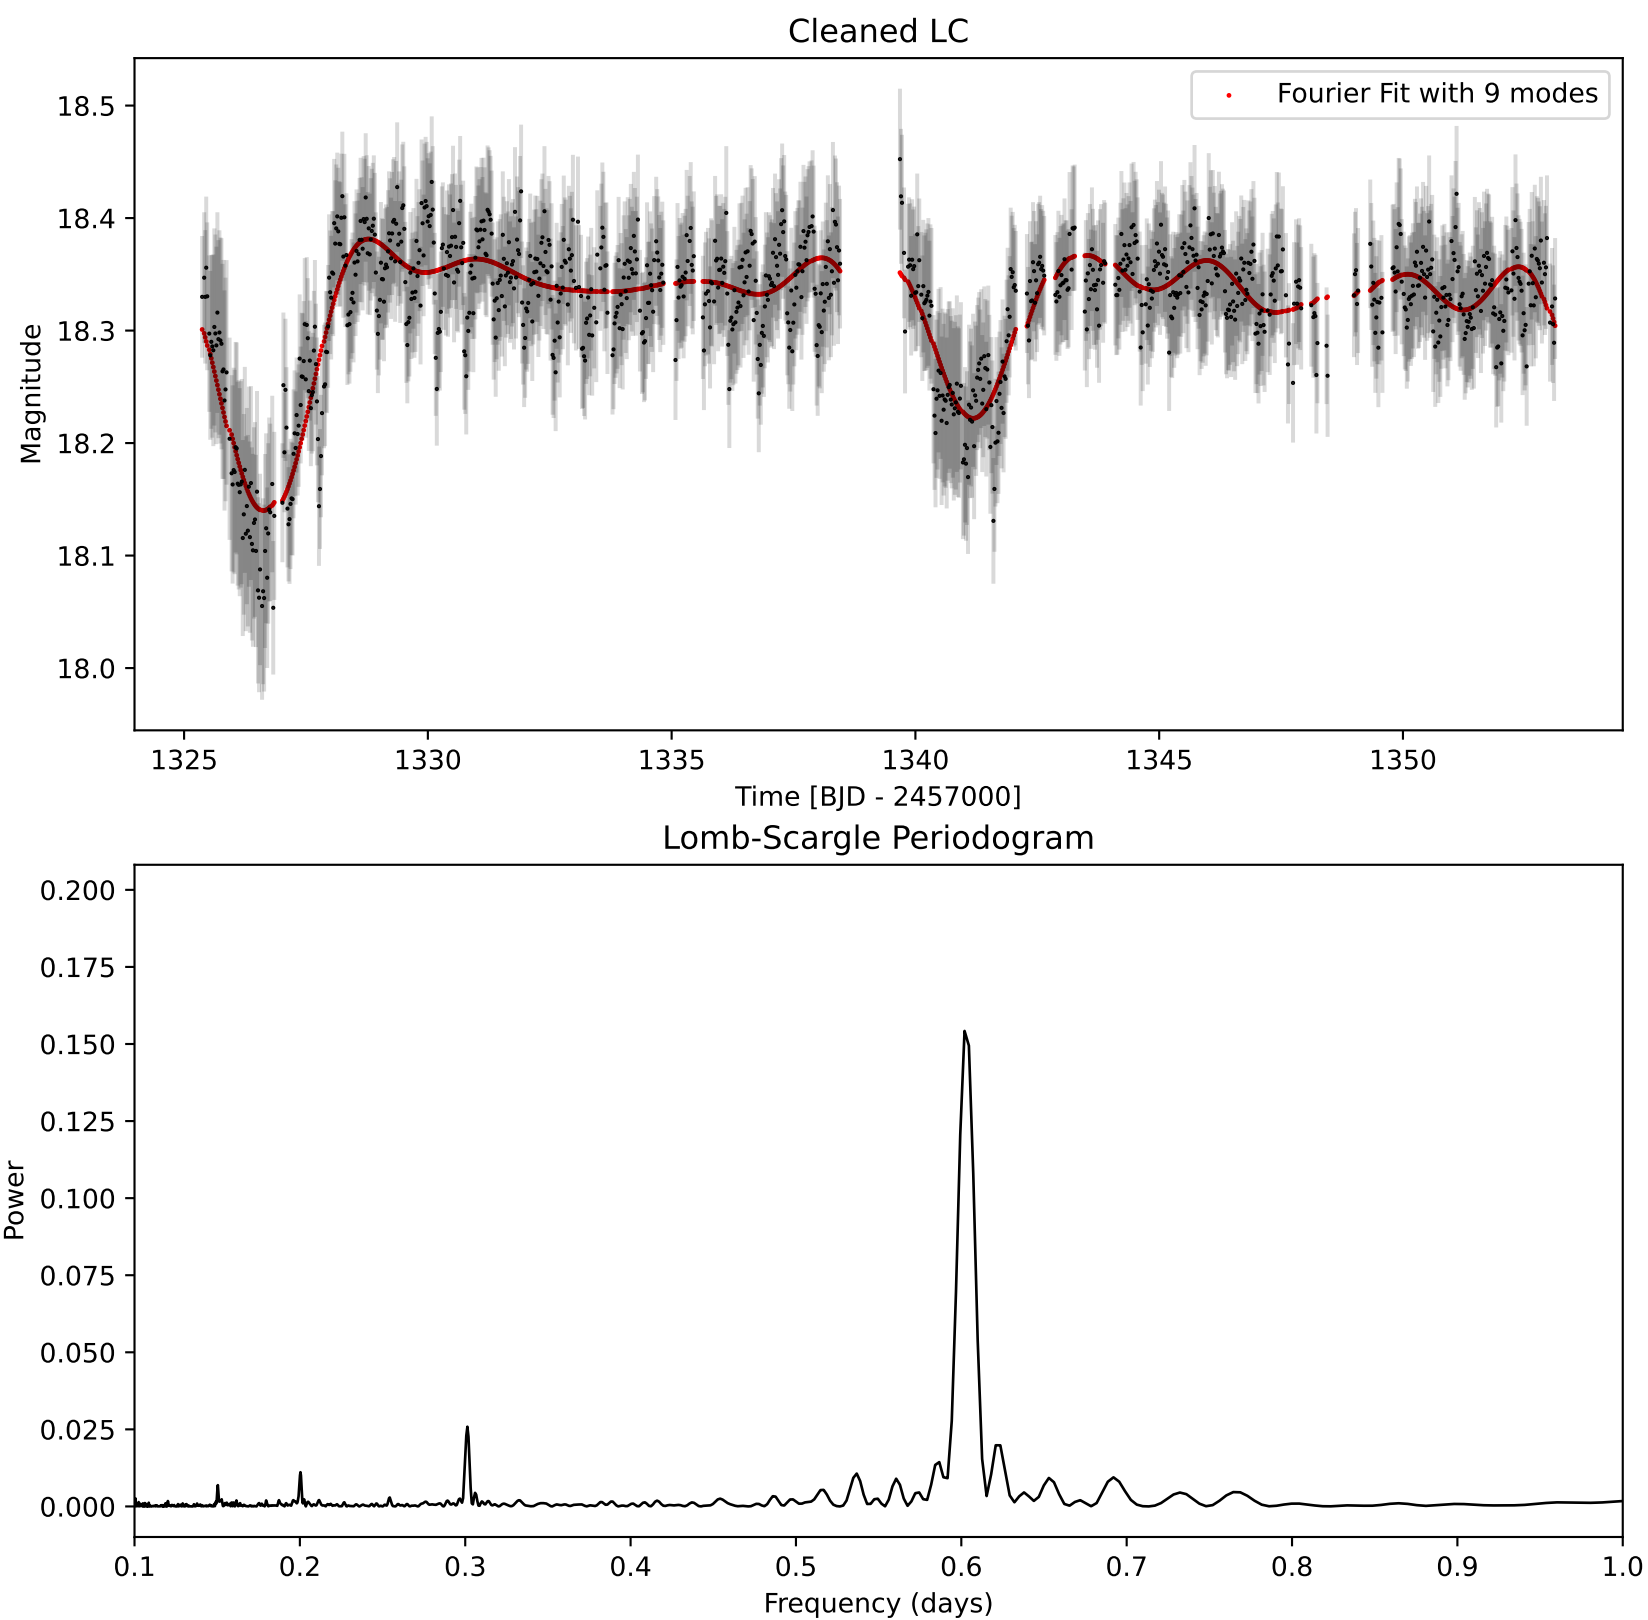 Cleaned LC
Fourier Fit with 9 modes
18.5
18.4
18.3
18.2
18.1
18.0
Magnitude
1325 1330 1335 1340 1345 1350
Time [BJD - 2457000]
Lomb-Scargle Periodogram
0.200
0.175
0.150
0.125
0.100
0.075
0.050
0.025
0.000
Power
0.1 0.2 0.3 0.4 0.5 0.6 0.7 0.8 0.9 1.0
Frequency (days)